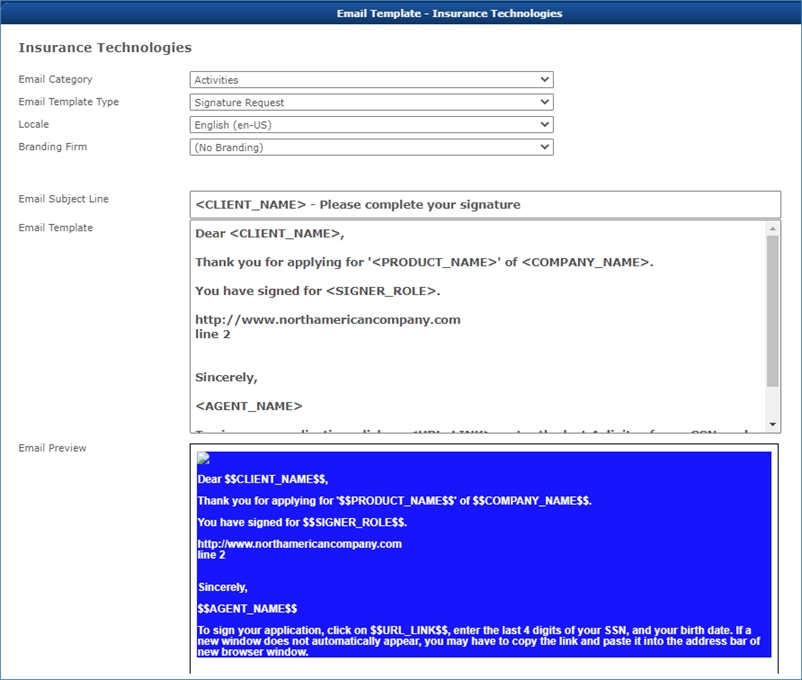 Email Template - Insurance Technologies
Insurance Technologies
Email Category
Activities
Email Template Type
Signature Request
Locale
English (en-US)
Branding Firm
(No Branding)
Email Subject Line
<CLIENT_NAME> - Please complete your signature
Email Template
Dear <CLIENT_NAME>,
Thank you for applying for '<PRODUCT_NAME>' of <COMPANY_NAME>.
You have signed for <SIGNER_ROLE>.
http://www.northamericancompany.com
line 2
Sincerely,
<AGENT_NAME>
Email Preview
Dear $$CLIENT_NAME$$,
Thank you for applying for '$$PRODUCT_NAME$$' of $$COMPANY_NAME$$.
You have signed for $$SIGNER_ROLE$$.
http://www.northamericancompany.com
line 2
Sincerely,
$$AGENT_NAME$$
To sign your application, click on $$URL_LINK$$, enter the last 4 digits of your SSN, and your birth date. If a
new window does not automatically appear, you may have to copy the link and paste it into the address bar of
new browser window.